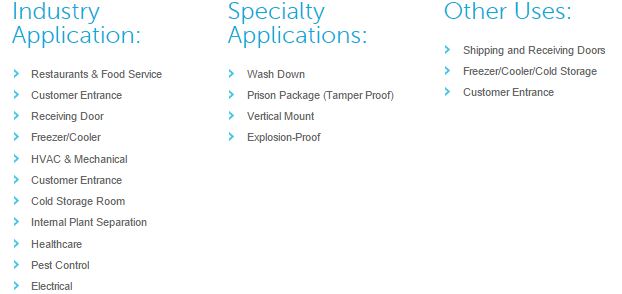 Industry
Application:
Restaurants & Food Service
Customer Entrance
Receiving Door
Freezer/Cooler
HVAC & Mechanical
Customer Entrance
Cold Storage Room
Internal Plant Separation
Healthcare
Pest Control
Electrical
Specialty
Applications:
Wash Down
Prison Package (Tamper Proof)
Vertical Mount
Explosion-Proof
Other Uses:
Shipping and Receiving Doors
Freezer/Cooler/Cold Storage
Customer Entrance